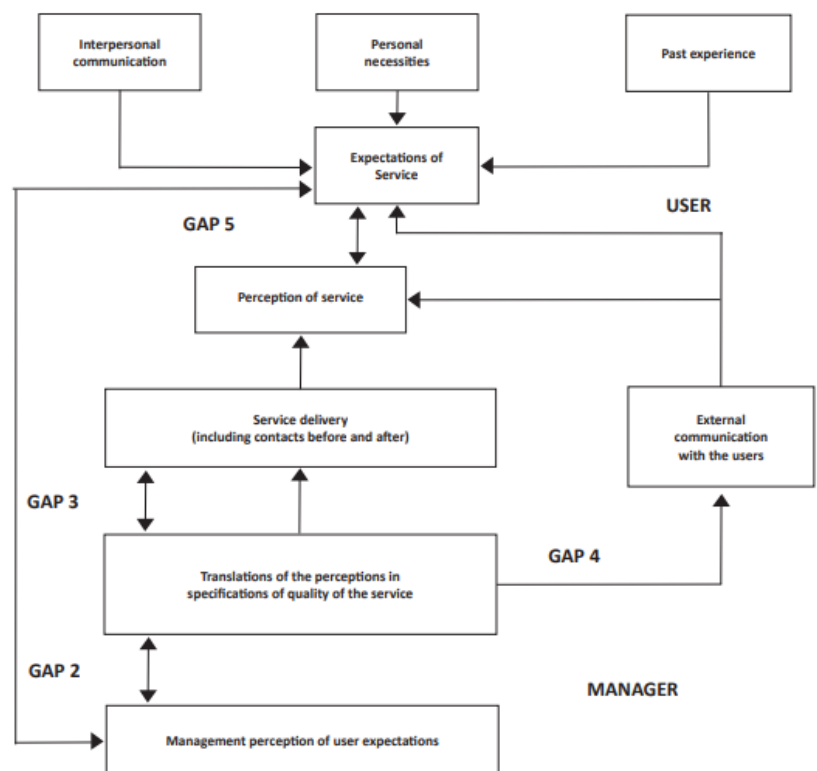 Interpersonal
communication
Personal
necessities
Past experience
Expectations of
Service
USER
GAP 5
Perception of service
Service delivery
(including contacts before and after)
External
communication
with the users
GAP 3
GAP 4
Translations of the perceptions in
specifications of quality of the service
GAP 2
MANAGER
Management perception of user expectations